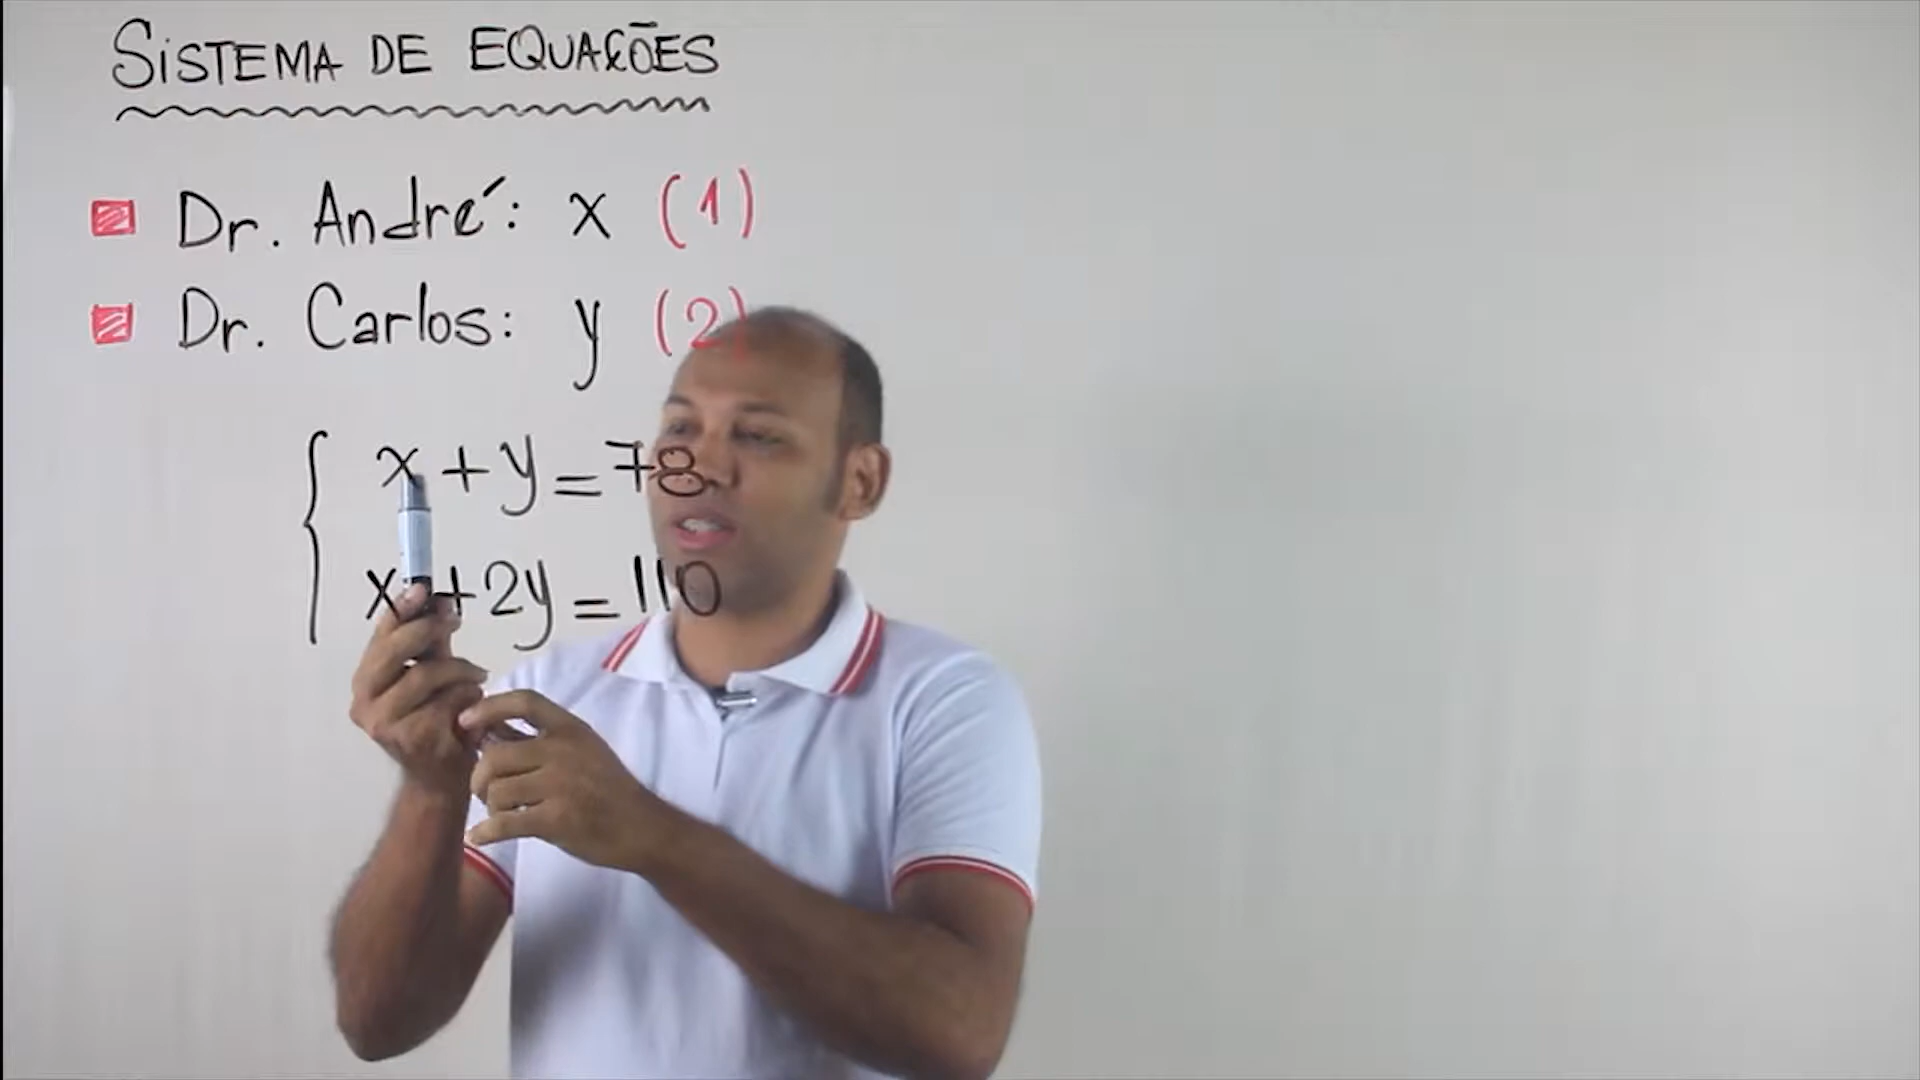 SISTEMA DE EQUAÇÕES
Dr. André: x (1)
Dr. Carlos: y (2)
x + y = 78
x + 2y = 110